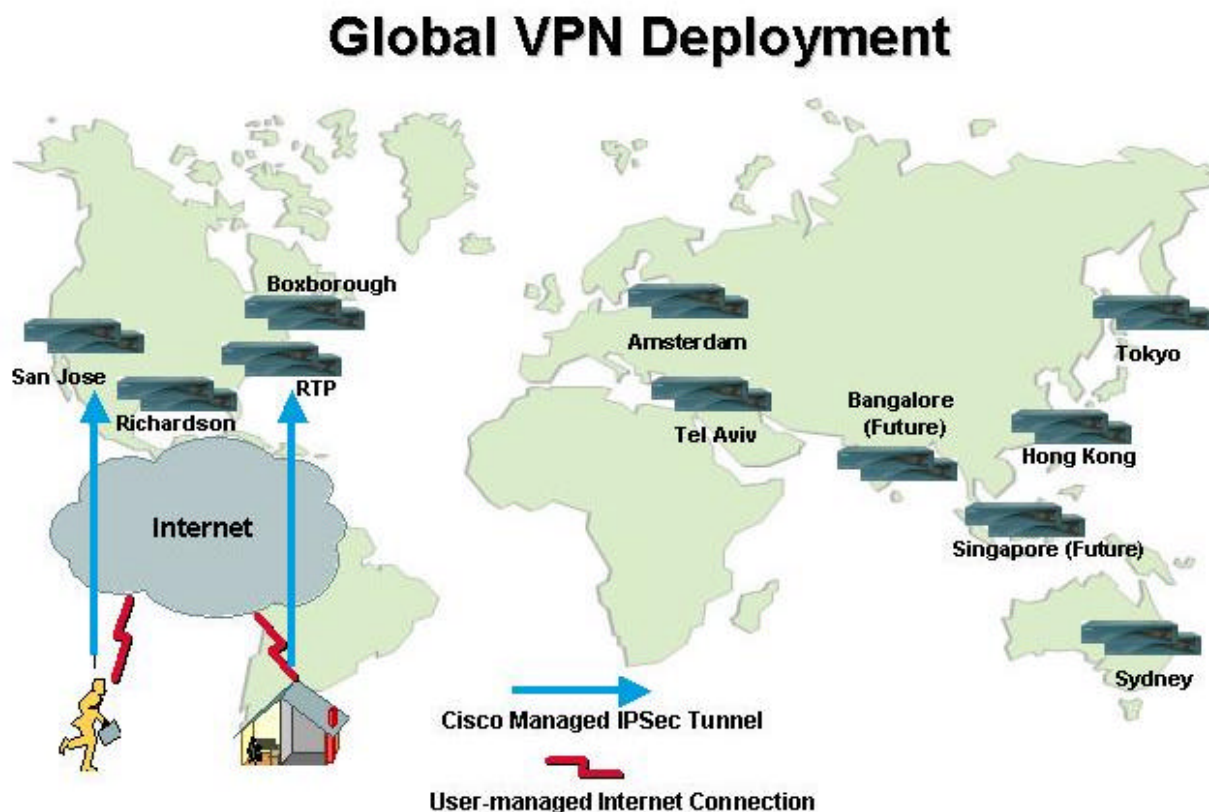 Global VPN Deployment
Boxborough
San Jose
RTP
Richardson
Internet
Amsterdam
Tel Aviv
Bangalore
(Future)
Tokyo
Hong Kong
Singapore (Future)
Sydney
Cisco Managed IPSec Tunnel
User-managed Internet Connection